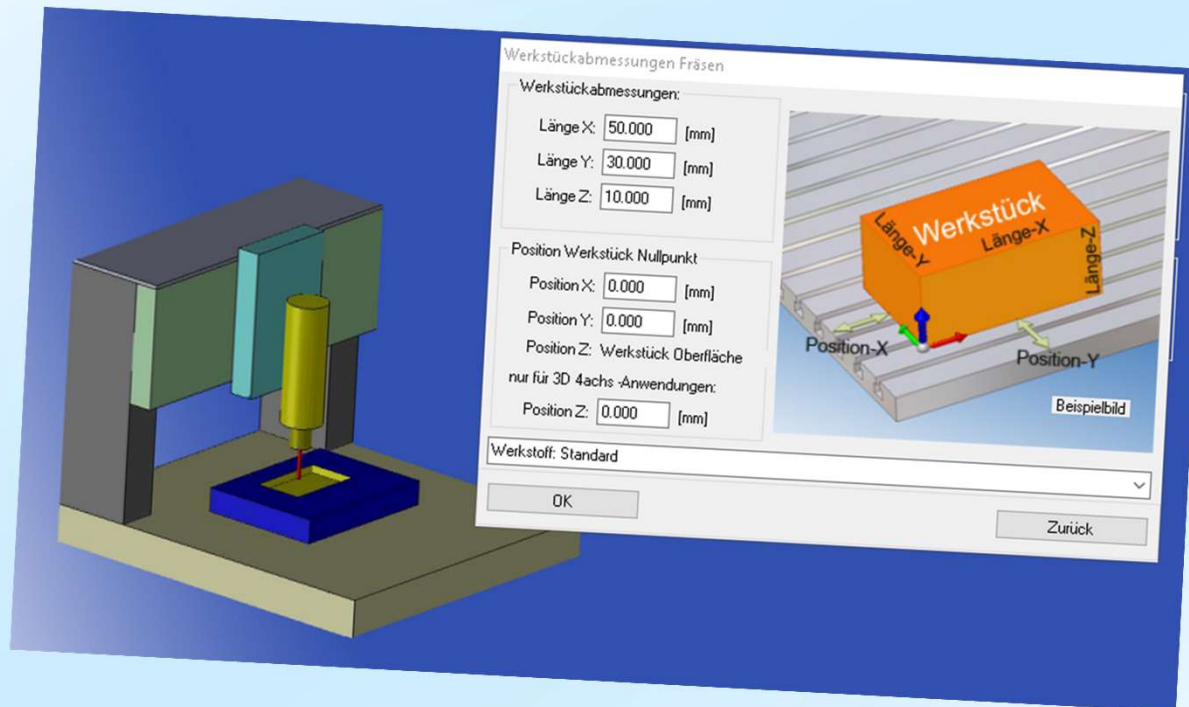 Werkstückabmessungen Fräsen
Werkstückabmessungen:
Länge X: 50.000 [mm]
Länge Y: 30.000 [mm]
Länge Z: 10.000 [mm]
Position Werkstück Nullpunkt
Position X: 0.000 [mm]
Position Y: 0.000 [mm]
Position Z: Werkstück Oberfläche
nur für 3D 4achs -Anwendungen:
Position Z: 0.000 [mm]
Werkstück
Länge-Y
Länge-X
Länge-Z
Position-X
Position-Y
Beispielbild
Werkstoff: Standard
OK
Zurück